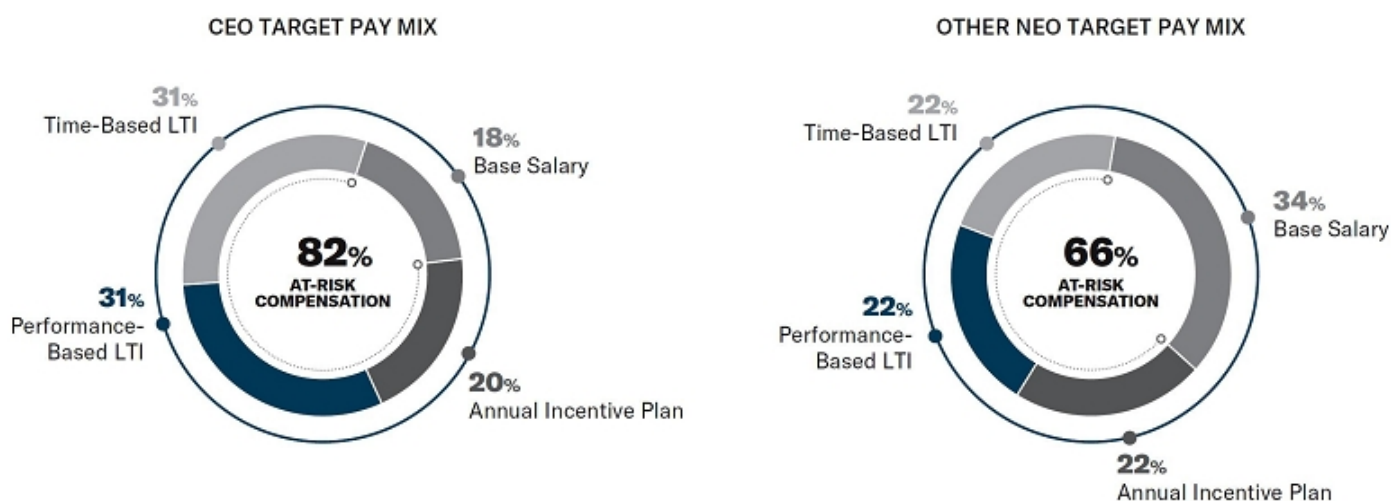 CEO TARGET PAY MIX
31%
Time-Based LTI
18%
Base Salary
82%
AT-RISK
COMPENSATION
31%
Performance-
Based LTI
20%
Annual Incentive Plan
OTHER NEO TARGET PAY MIX
22%
Time-Based LTI
34%
Base Salary
66%
AT-RISK
COMPENSATION
22%
Performance-
Based LTI
22%
Annual Incentive Plan